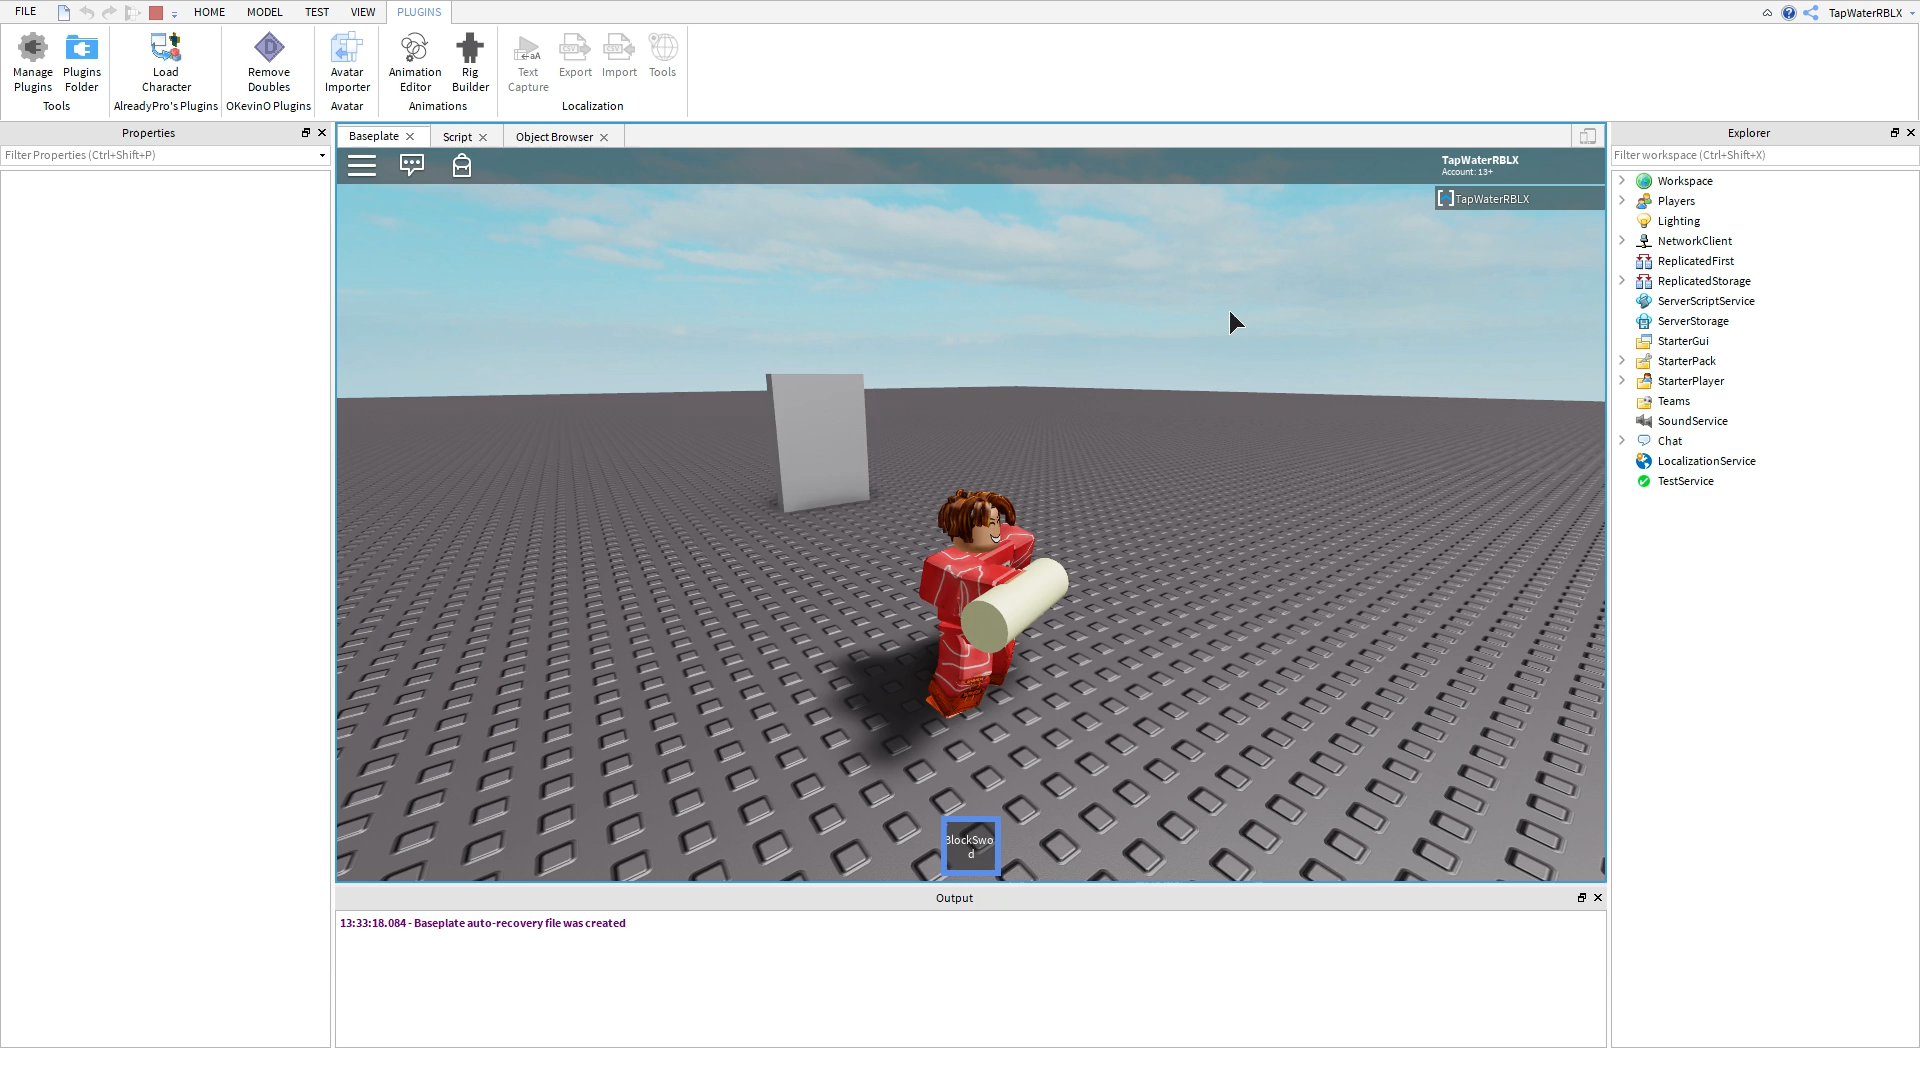 FILE
HOME
MODEL
TEST
VIEW
PLUGINS
TapWaterRBLX
Manage Plugins
Plugins Folder
Tools
Load Character
AlreadyPro's Plugins
Remove Doubles
OKevinO Plugins
Avatar Importer
Avatar
Animation Editor
Rig Builder
Animations
Text Capture
Export
Import
Tools
Localization
Properties
Filter Properties (Ctrl+Shift+P)
Baseplate
Script
Object Browser
TapWaterRBLX
Account: 13+
TapWaterRBLX
BlockSwo
d
Output
13:33:18.084 - Baseplate auto-recovery file was created
Explorer
Filter workspace (Ctrl+Shift+X)
Workspace
Players
Lighting
NetworkClient
ReplicatedFirst
ReplicatedStorage
ServerScriptService
ServerStorage
StarterGui
StarterPack
StarterPlayer
Teams
SoundService
Chat
LocalizationService
TestService